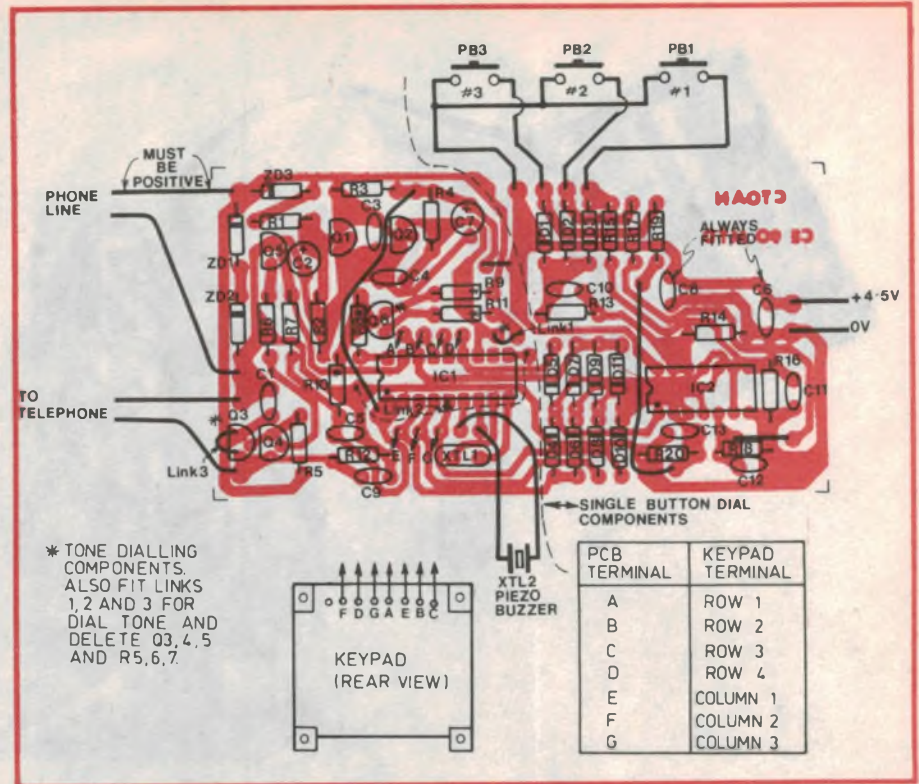 PB3
PB2
PB1
#3
#2
#1
MUST
BE
POSITIVE
PHONE
LINE
ZD3
R3
R4
R1
C3
C7
Q1
Q2
C2
ZD1
C4
ZD2
R7
R9
R11
C10
R13
Link1
C6
ALWAYS
FITTED
R14
+4·5V
0V
A B C D
IC1
IC2
R16
C11
R10
C1
TO
TELEPHONE
* Q3
Q4
Link3
R5
R12
C9
E F G
XTL1
C13
R20
R18
C12
SINGLE BUTTON DIAL
COMPONENTS
XTL2
PIEZO
BUZZER
* TONE DIALLING
COMPONENTS.
ALSO FIT LINKS
1,2 AND 3 FOR
DIAL TONE AND
DELETE Q3,4,5
AND R5,6,7.
F D G A E B C
KEYPAD
(REAR VIEW)
PCB TERMINAL KEYPAD TERMINAL
A ROW 1
B ROW 2
C ROW 3
D ROW 4
E COLUMN 1
F COLUMN 2
G COLUMN 3